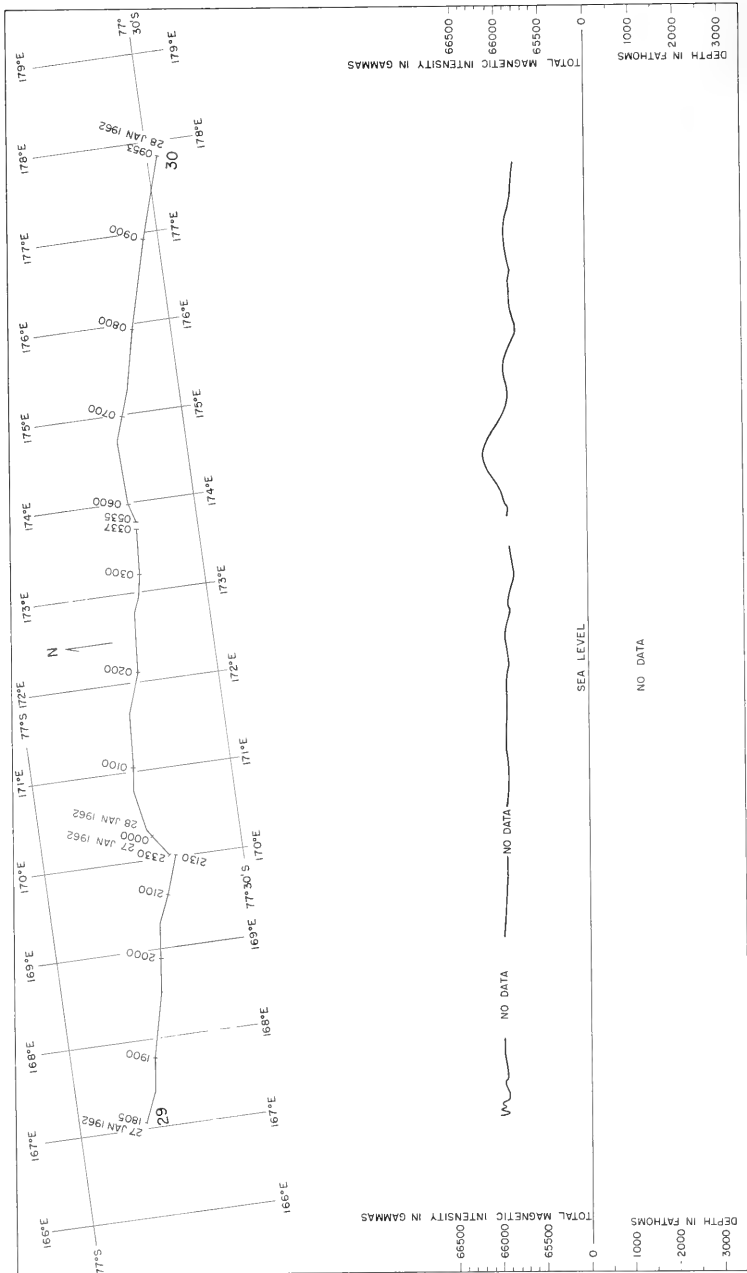 166°E
167°E
168°E
169°E
170°E
171°E
172°E
173°E
174°E
175°E
176°E
177°E
178°E
179°E
77°S
77°S
77°
30'S
27 JAN 1962
1805
29
1900
2000
2100
2130
2330
27 JAN 1962
0000
28 JAN 1962
0100
0200
N
0300
0337
0535
0600
0700
0800
0900
0953
28 JAN 1962
30
166°E
167°E
168°E
169°E
77°30'S
170°E
171°E
172°E
173°E
174°E
175°E
176°E
177°E
178°E
179°E
TOTAL MAGNETIC INTENSITY IN GAMMAS
66500
66000
65500
NO DATA
NO DATA
TOTAL MAGNETIC INTENSITY IN GAMMAS
66500
66000
65500
SEA LEVEL
NO DATA
DEPTH IN FATHOMS
0
1000
2000
3000
DEPTH IN FATHOMS
0
1000
2000
3000